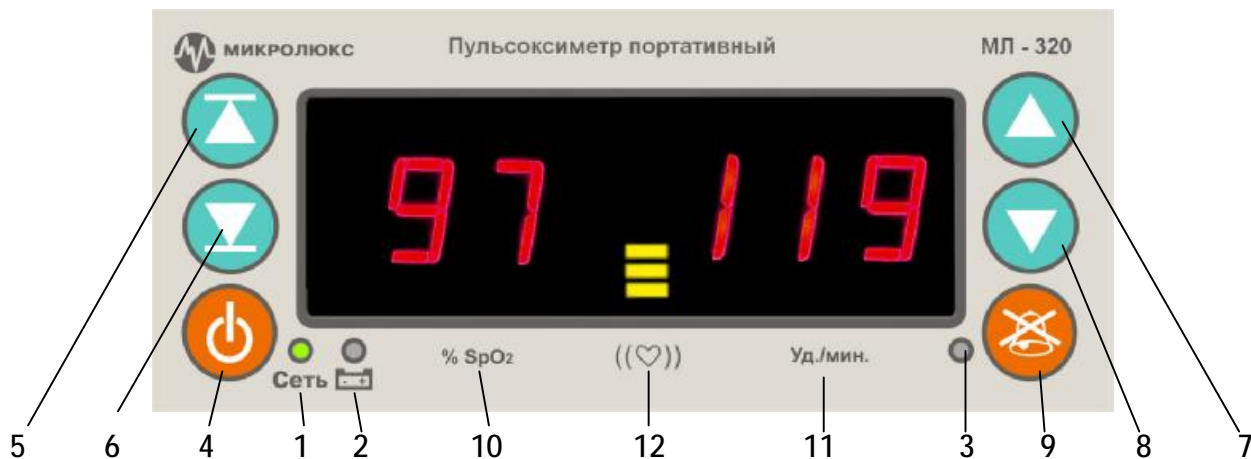 МИКРОЛЮКС Пульсоксиметр портативный МЛ - 320
97 119
Сеть - + % SpO₂ ((♡)) Уд./мин.
5 6 4 1 2 10 12 11 3 9 8 7